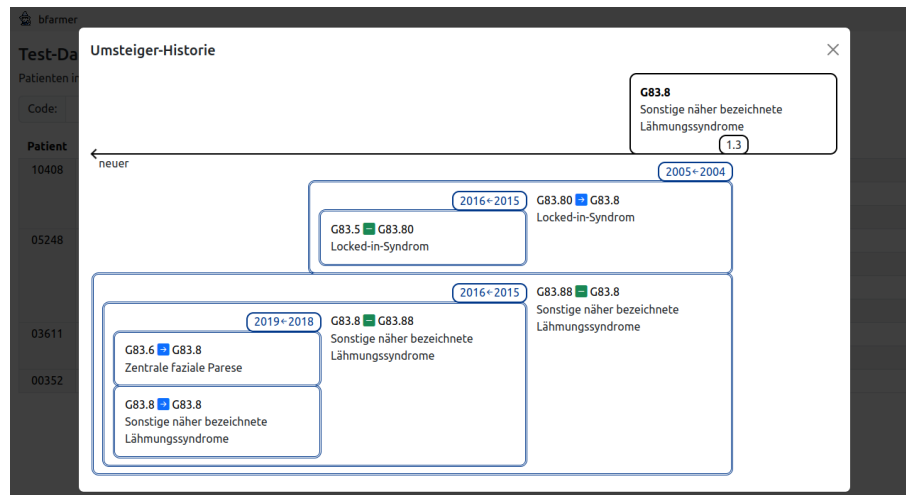 bfarmer
Test-Da
Umsteiger-Historie
Patienten in
G83.8
Sonstige näher bezeichnete
Lähmungssyndrome
1.3
Code:
Patient
neuer
10408
2005←2004
2016←2015
G83.80 → G83.8
Locked-in-Syndrom
G83.5 − G83.80
Locked-in-Syndrom
05248
2016←2015
G83.88 − G83.8
Sonstige näher bezeichnete
Lähmungssyndrome
2019←2018
G83.8 − G83.88
Sonstige näher bezeichnete
Lähmungssyndrome
03611
G83.6 → G83.8
Zentrale faziale Parese
00352
G83.8 → G83.8
Sonstige näher bezeichnete
Lähmungssyndrome